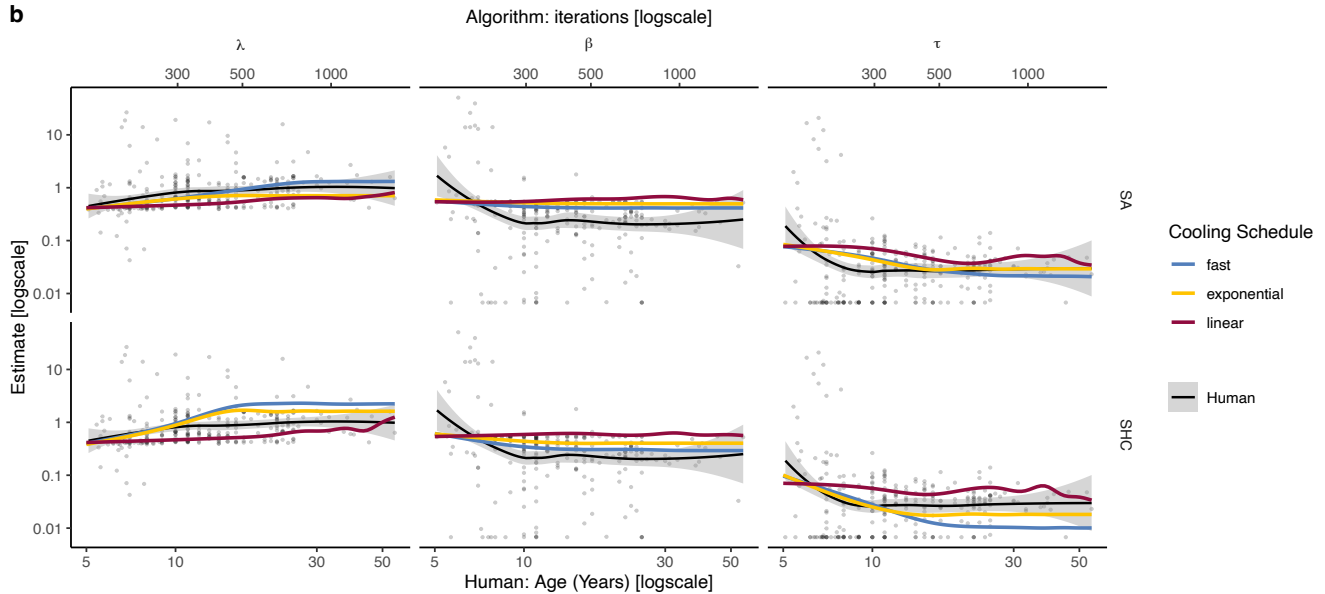 b
Algorithm: iterations [logscale]
λ β τ
300 500 1000 300 500 1000 300 500 1000
Estimate [logscale]
10
1
0.1
0.01
SA
10
1
0.1
0.01
SHC
5 10 30 50 5 10 30 50 5 10 30 50
Human: Age (Years) [logscale]
Cooling Schedule
fast
exponential
linear
Human